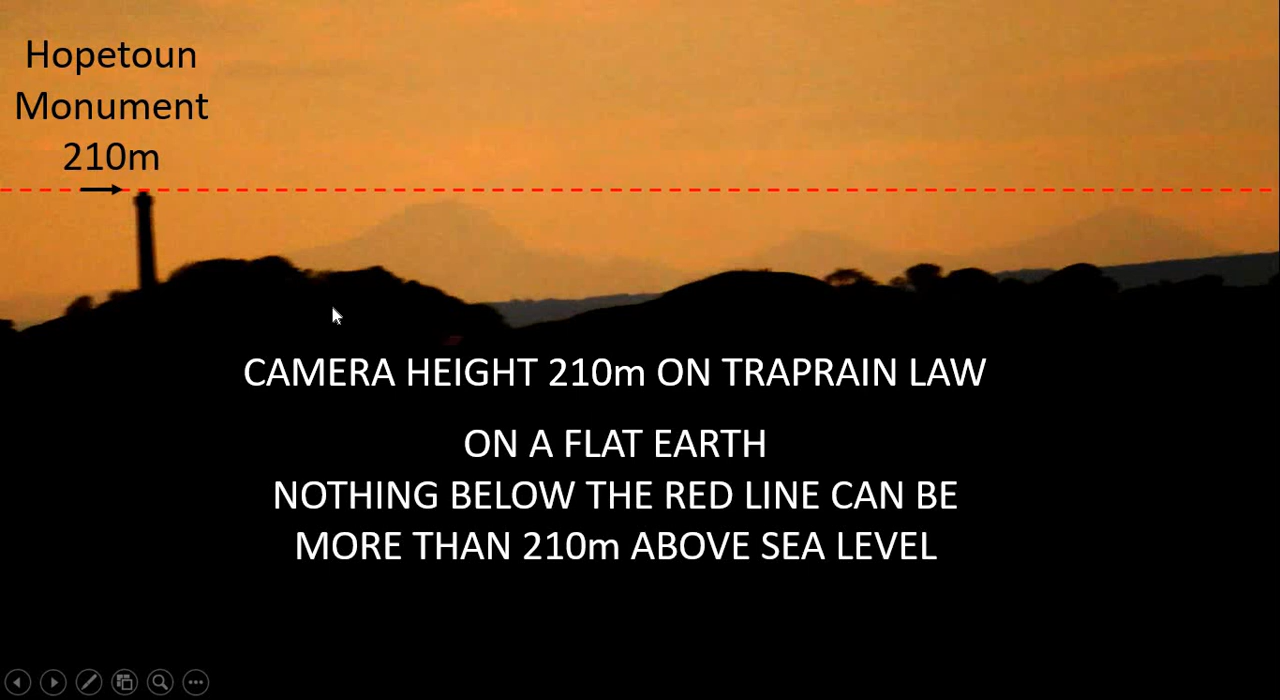 Hopetoun
Monument
210m
CAMERA HEIGHT 210m ON TRAPRAIN LAW
ON A FLAT EARTH
NOTHING BELOW THE RED LINE CAN BE
MORE THAN 210m ABOVE SEA LEVEL